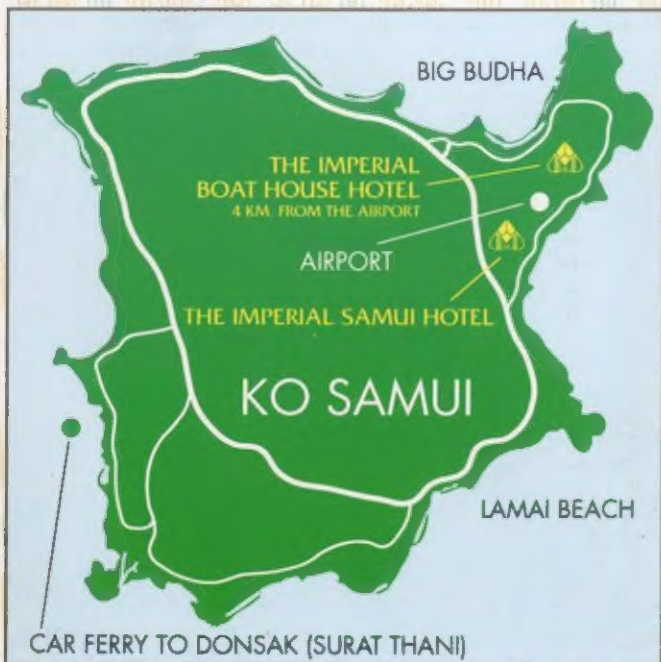 BIG BUDHA
THE IMPERIAL
BOAT HOUSE HOTEL
4 KM. FROM THE AIRPORT
AIRPORT
THE IMPERIAL SAMUI HOTEL
KO SAMUI
LAMAI BEACH
CAR FERRY TO DONSAK (SURAT THANI)